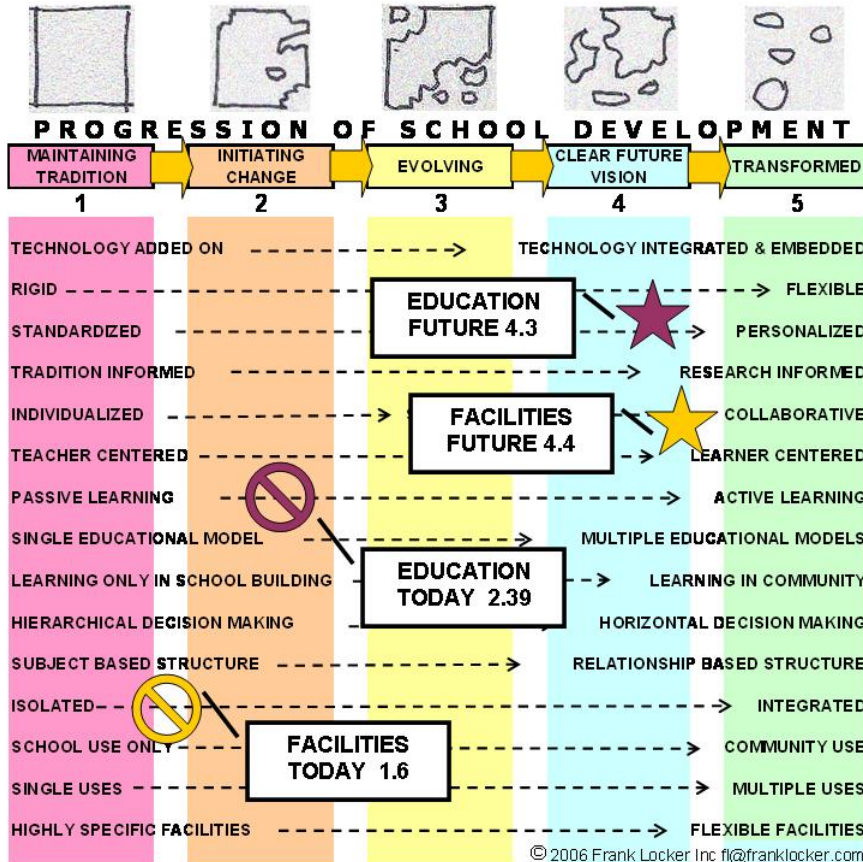 PROGRESSION OF SCHOOL DEVELOPMENT
MAINTAINING TRADITION
INITIATING CHANGE
EVOLVING
CLEAR FUTURE VISION
TRANSFORMED
1 2 3 4 5
TECHNOLOGY ADDED ON TECHNOLOGY INTEGRATED & EMBEDDED
RIGID FLEXIBLE
EDUCATION
FUTURE 4.3
STANDARDIZED PERSONALIZED
TRADITION INFORMED RESEARCH INFORMED
INDIVIDUALIZED COLLABORATIVE
FACILITIES
FUTURE 4.4
TEACHER CENTERED LEARNER CENTERED
PASSIVE LEARNING ACTIVE LEARNING
SINGLE EDUCATIONAL MODEL MULTIPLE EDUCATIONAL MODELS
EDUCATION
TODAY 2.39
LEARNING ONLY IN SCHOOL BUILDING LEARNING IN COMMUNITY
HIERARCHICAL DECISION MAKING HORIZONTAL DECISION MAKING
SUBJECT BASED STRUCTURE RELATIONSHIP BASED STRUCTURE
ISOLATED INTEGRATED
FACILITIES
TODAY 1.6
SCHOOL USE ONLY COMMUNITY USE
SINGLE USES MULTIPLE USES
HIGHLY SPECIFIC FACILITIES FLEXIBLE FACILITIES
© 2006 Frank Locker Inc fl@franklocker.com